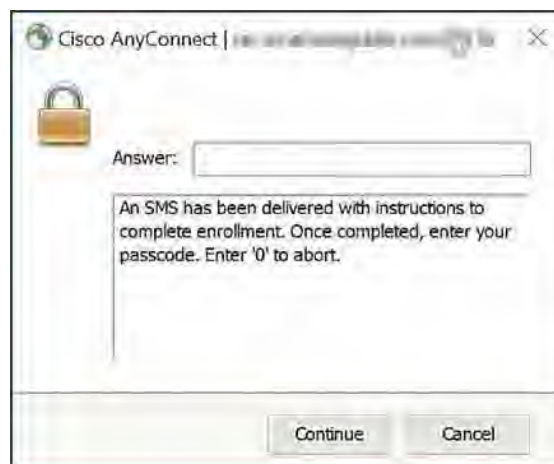 Cisco AnyConnect |
Answer:
An SMS has been delivered with instructions to
complete enrollment. Once completed, enter your
passcode. Enter '0' to abort.
Continue
Cancel